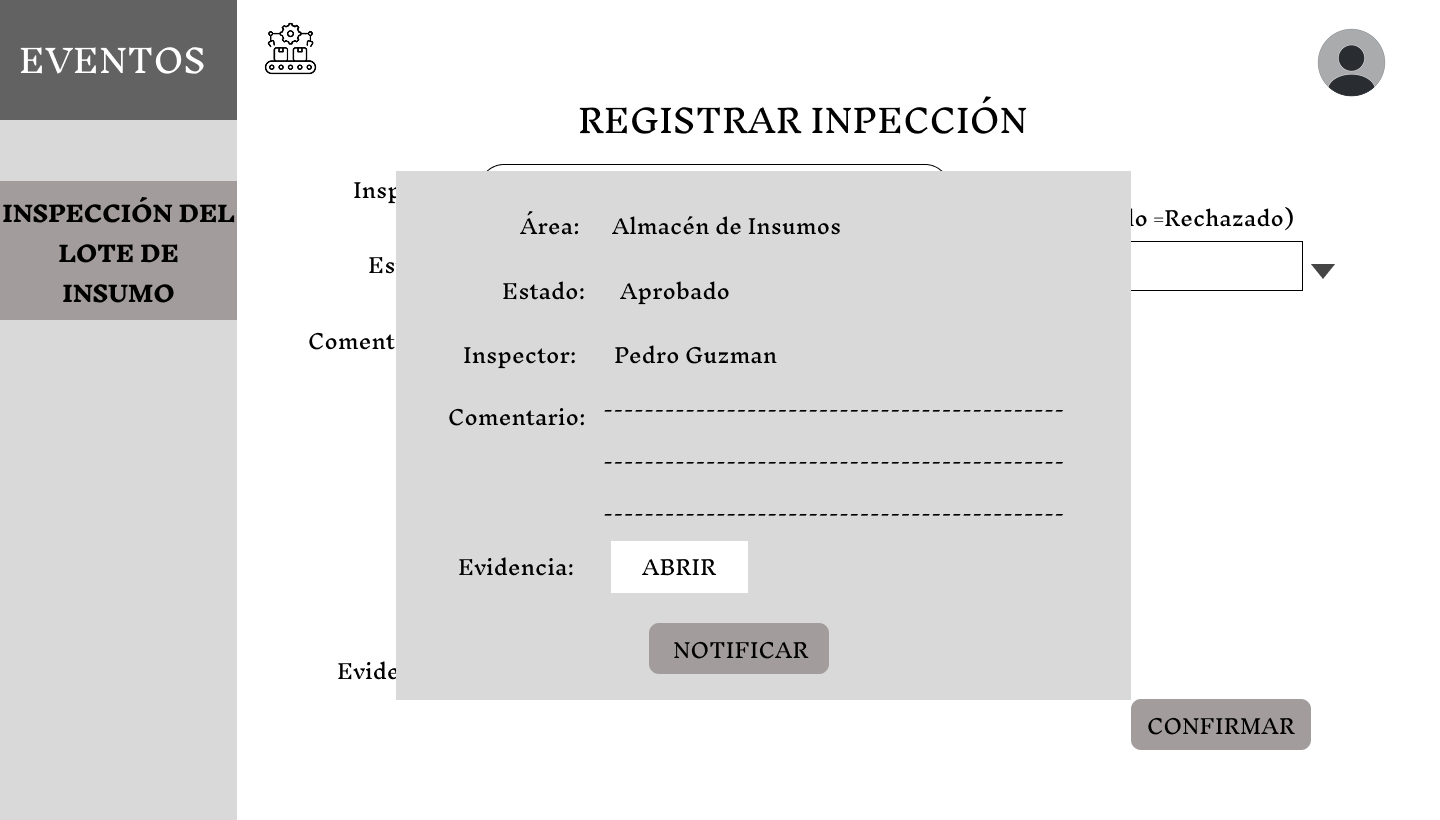 EVENTOS
INSPECCIÓN DEL
LOTE DE
INSUMO
REGISTRAR INPECCIÓN
Insp
lo =Rechazado)
Es
Coment
Evide
Área: Almacén de Insumos
Estado: Aprobado
Inspector: Pedro Guzman
Comentario: ---------------------------------------------
---------------------------------------------
---------------------------------------------
Evidencia: ABRIR
NOTIFICAR
CONFIRMAR